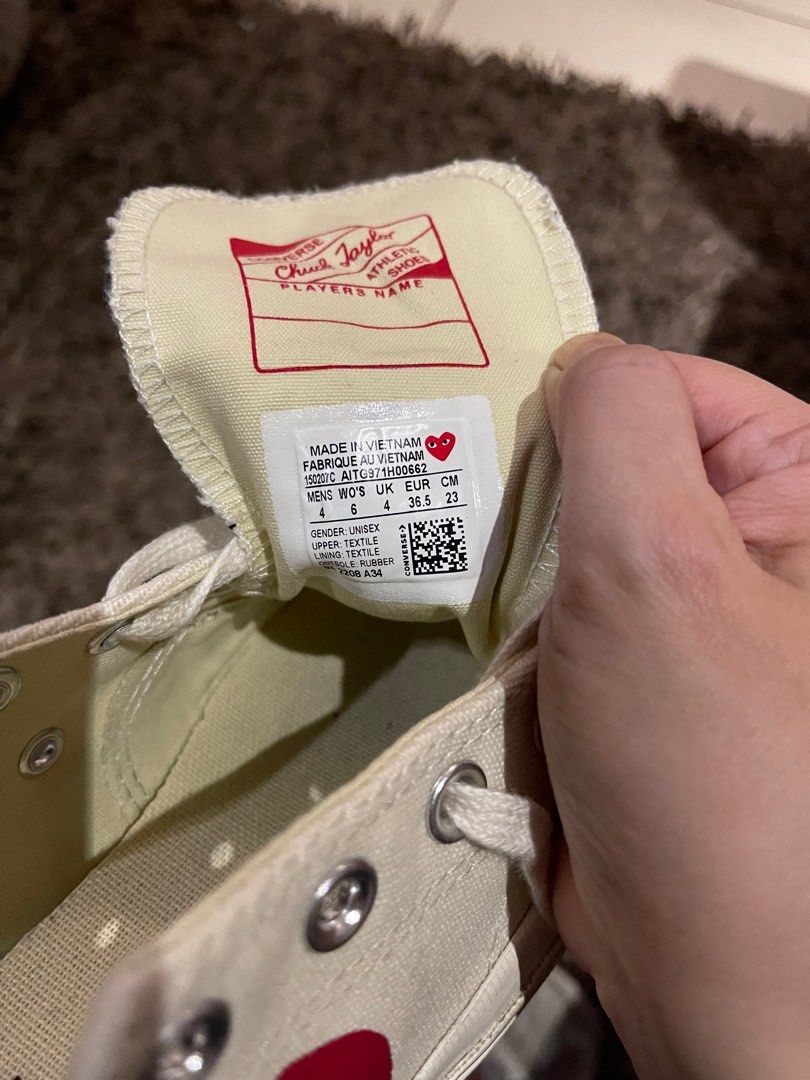 CONVERSE
Chuck Taylor
ATHLETIC
SHOES
PLAYERS NAME
MADE IN VIETNAM
FABRIQUE AU VIETNAM
150207C AITG971H00662
MENS WO'S UK EUR CM
4 6 4 36.5 23
GENDER: UNISEX
UPPER: TEXTILE
LINING: TEXTILE
OUTSOLE: RUBBER
2208 A34
CONVERSE